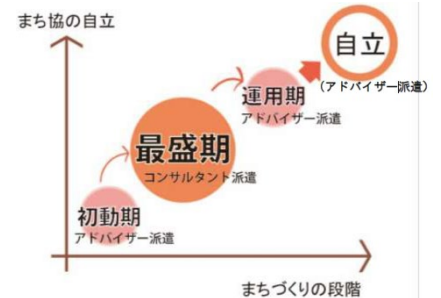 まち協の自立
自立
(アドバイザー派遣)
運用期
アドバイザー派遣
最盛期
コンサルタント派遣
初動期
アドバイザー派遣
まちづくりの段階